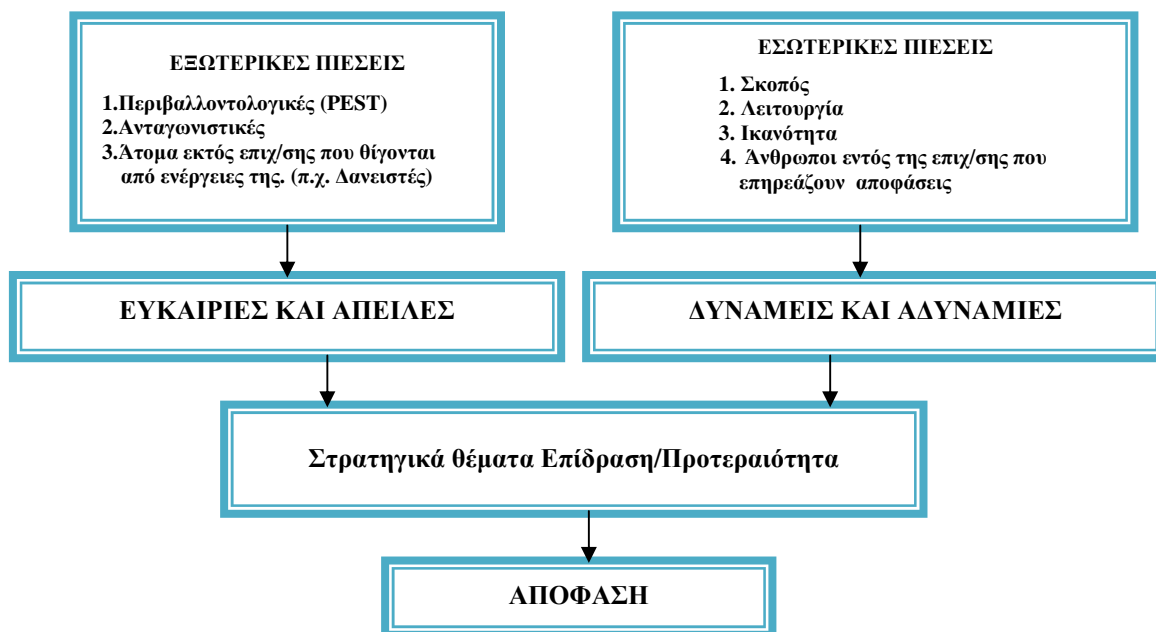 ΕΞΩΤΕΡΙΚΕΣ ΠΙΕΣΕΙΣ
1.Περιβαλλοντολογικές (PEST)
2.Ανταγωνιστικές
3.Άτομα εκτός επιχ/σης που θίγονται
από ενέργειες της. (π.χ. Δανειστές)
ΕΣΩΤΕΡΙΚΕΣ ΠΙΕΣΕΙΣ
1. Σκοπός
2. Λειτουργία
3. Ικανότητα
4. Άνθρωποι εντός της επιχ/σης που
επηρεάζουν αποφάσεις
ΕΥΚΑΙΡΙΕΣ ΚΑΙ ΑΠΕΙΛΕΣ
ΔΥΝΑΜΕΙΣ ΚΑΙ ΑΔΥΝΑΜΙΕΣ
Στρατηγικά θέματα Επίδραση/Προτεραιότητα
ΑΠΟΦΑΣΗ